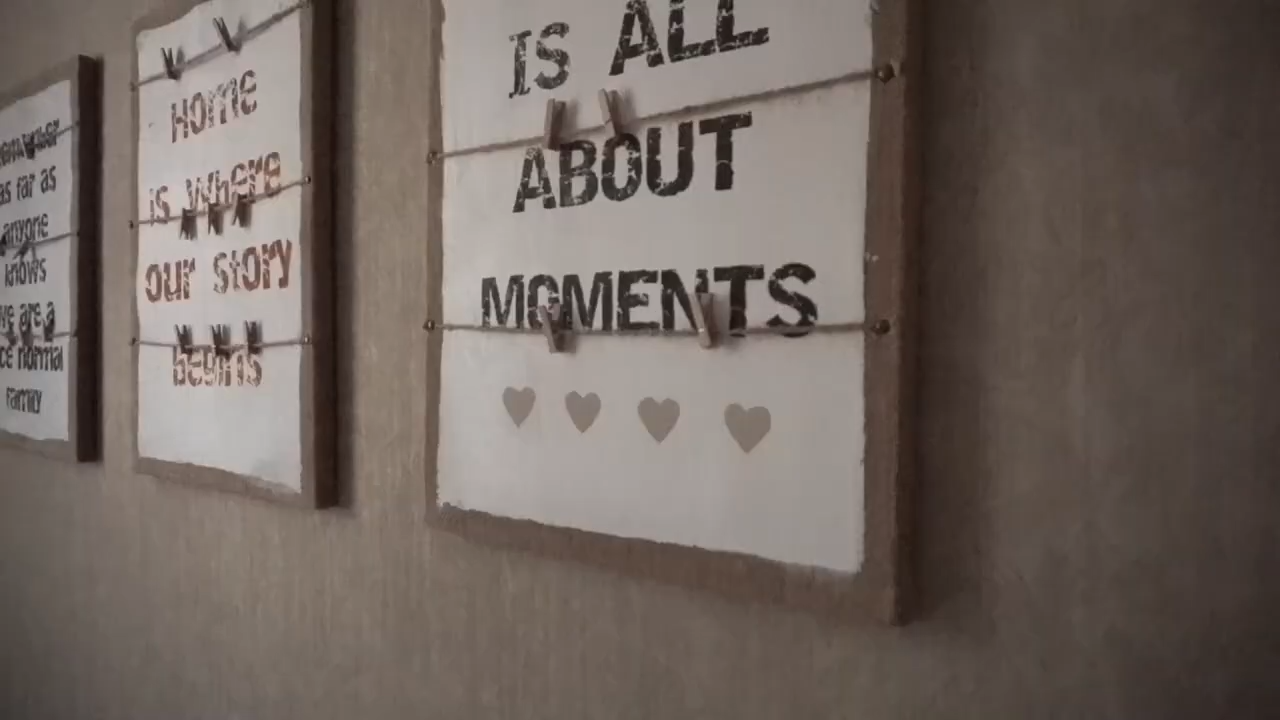 as far as
anyone
knows
we are a
normal
family
Home
is where
our story
begins
IS ALL
ABOUT
MOMENTS